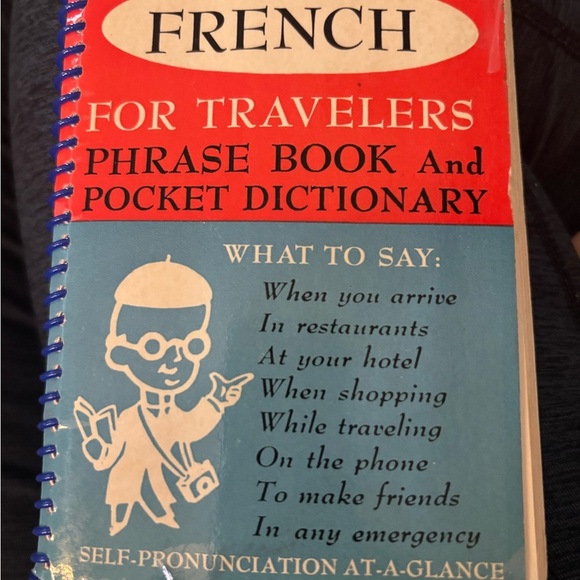 FRENCH
FOR TRAVELERS
PHRASE BOOK And
POCKET DICTIONARY
WHAT TO SAY:
When you arrive
In restaurants
At your hotel
When shopping
While traveling
On the phone
To make friends
In any emergency
SELF-PRONUNCIATION AT-A-GLANCE